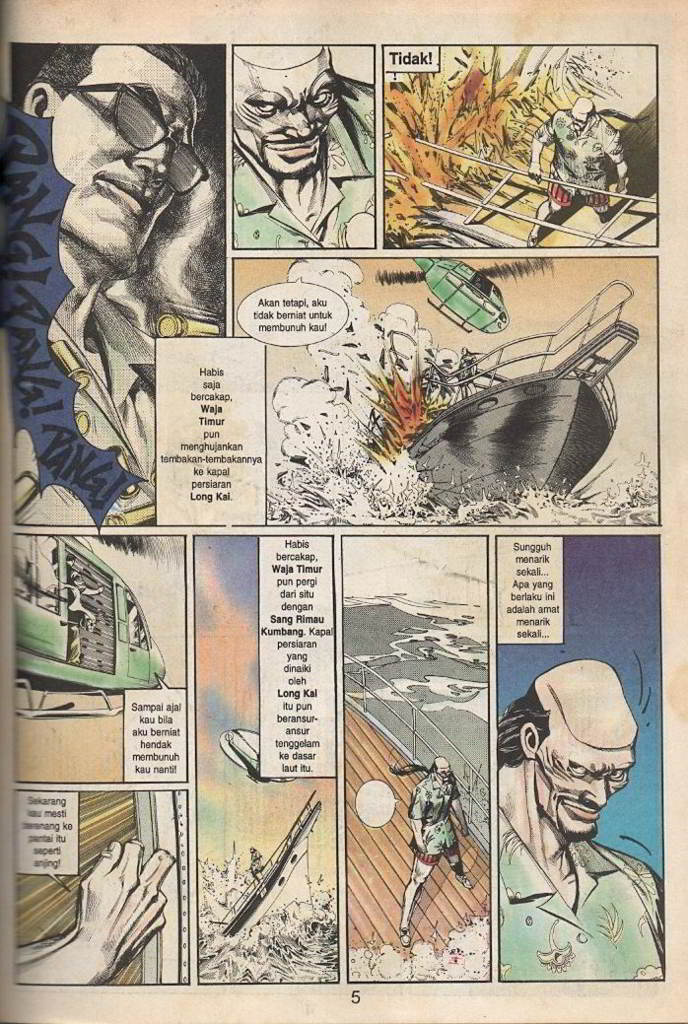 PANG! PANG!
PANG!
Tidak!
Akan tetapi, aku
tidak berniat untuk
membunuh kau!
Habis
saja
bercakap,
Waja
Timur
pun
menghujankan
tembakan-tembakannya
ke kapal
persiaran
Long Kai.
Sampai ajal
kau bila
aku berniat
hendak
membunuh
kau nanti!
Sekarang
kau mesti
berenang ke
pantai itu
seperti
anjing!
Habis
bercakap,
Waja Timur
pun pergi
dari situ
dengan
Sang Rimau
Kumbang. Kapal
persiaran
yang
dinaiki
oleh
Long Kai
itu pun
beransur-
ansur
tenggelam
ke dasar
laut itu.
Sungguh
menarik
sekali...
Apa yang
berlaku ini
adalah amat
menarik
sekali...
5